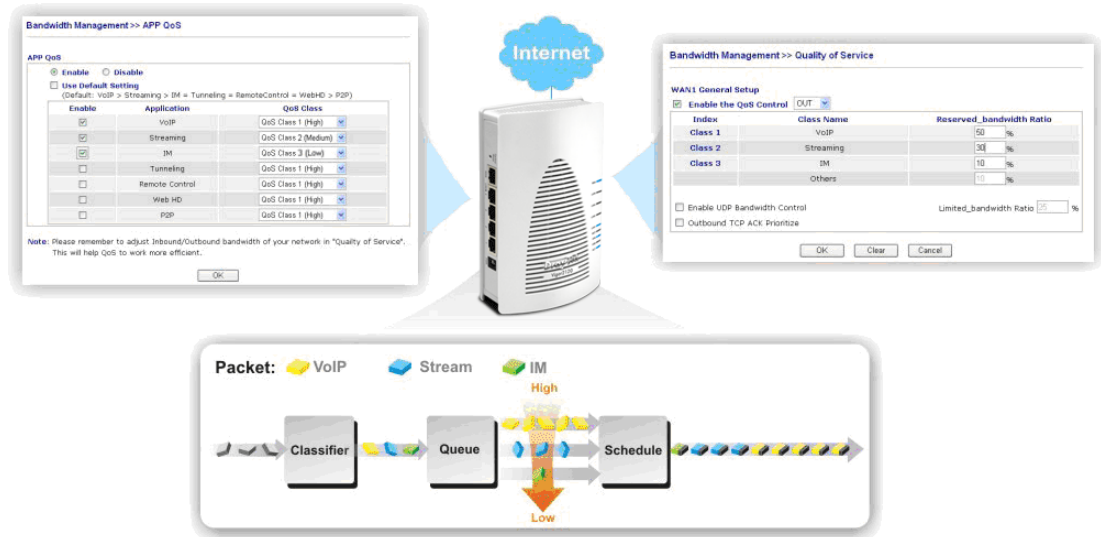 Bandwidth Management >> APP QoS
APP QoS
Enable Disable
Use Default Setting
(Default: VoIP > Streaming > IM = Tunneling = RemoteControl = WebHD > P2P)
Enable Application QoS Class
VoIP QoS Class 1 (High)
Streaming QoS Class 2 (Medium)
IM QoS Class 3 (Low)
Tunneling QoS Class 1 (High)
Remote Control QoS Class 1 (High)
Web HD QoS Class 1 (High)
P2P QoS Class 1 (High)
Note: Please remember to adjust Inbound/Outbound bandwidth of your network in "Quality of Service".
This will help QoS to work more efficient.
OK
Internet
Bandwidth Management >> Quality of Service
WAN1 General Setup
Enable the QoS Control OUT
Index Class Name Reserved_bandwidth Ratio
Class 1 VoIP 50 %
Class 2 Streaming 30 %
Class 3 IM 10 %
Others 10 %
Enable UDP Bandwidth Control Limited_bandwidth Ratio 25 %
Outbound TCP ACK Prioritize
OK Clear Cancel
Packet: VoIP Stream IM
High
Classifier Queue Schedule
Low